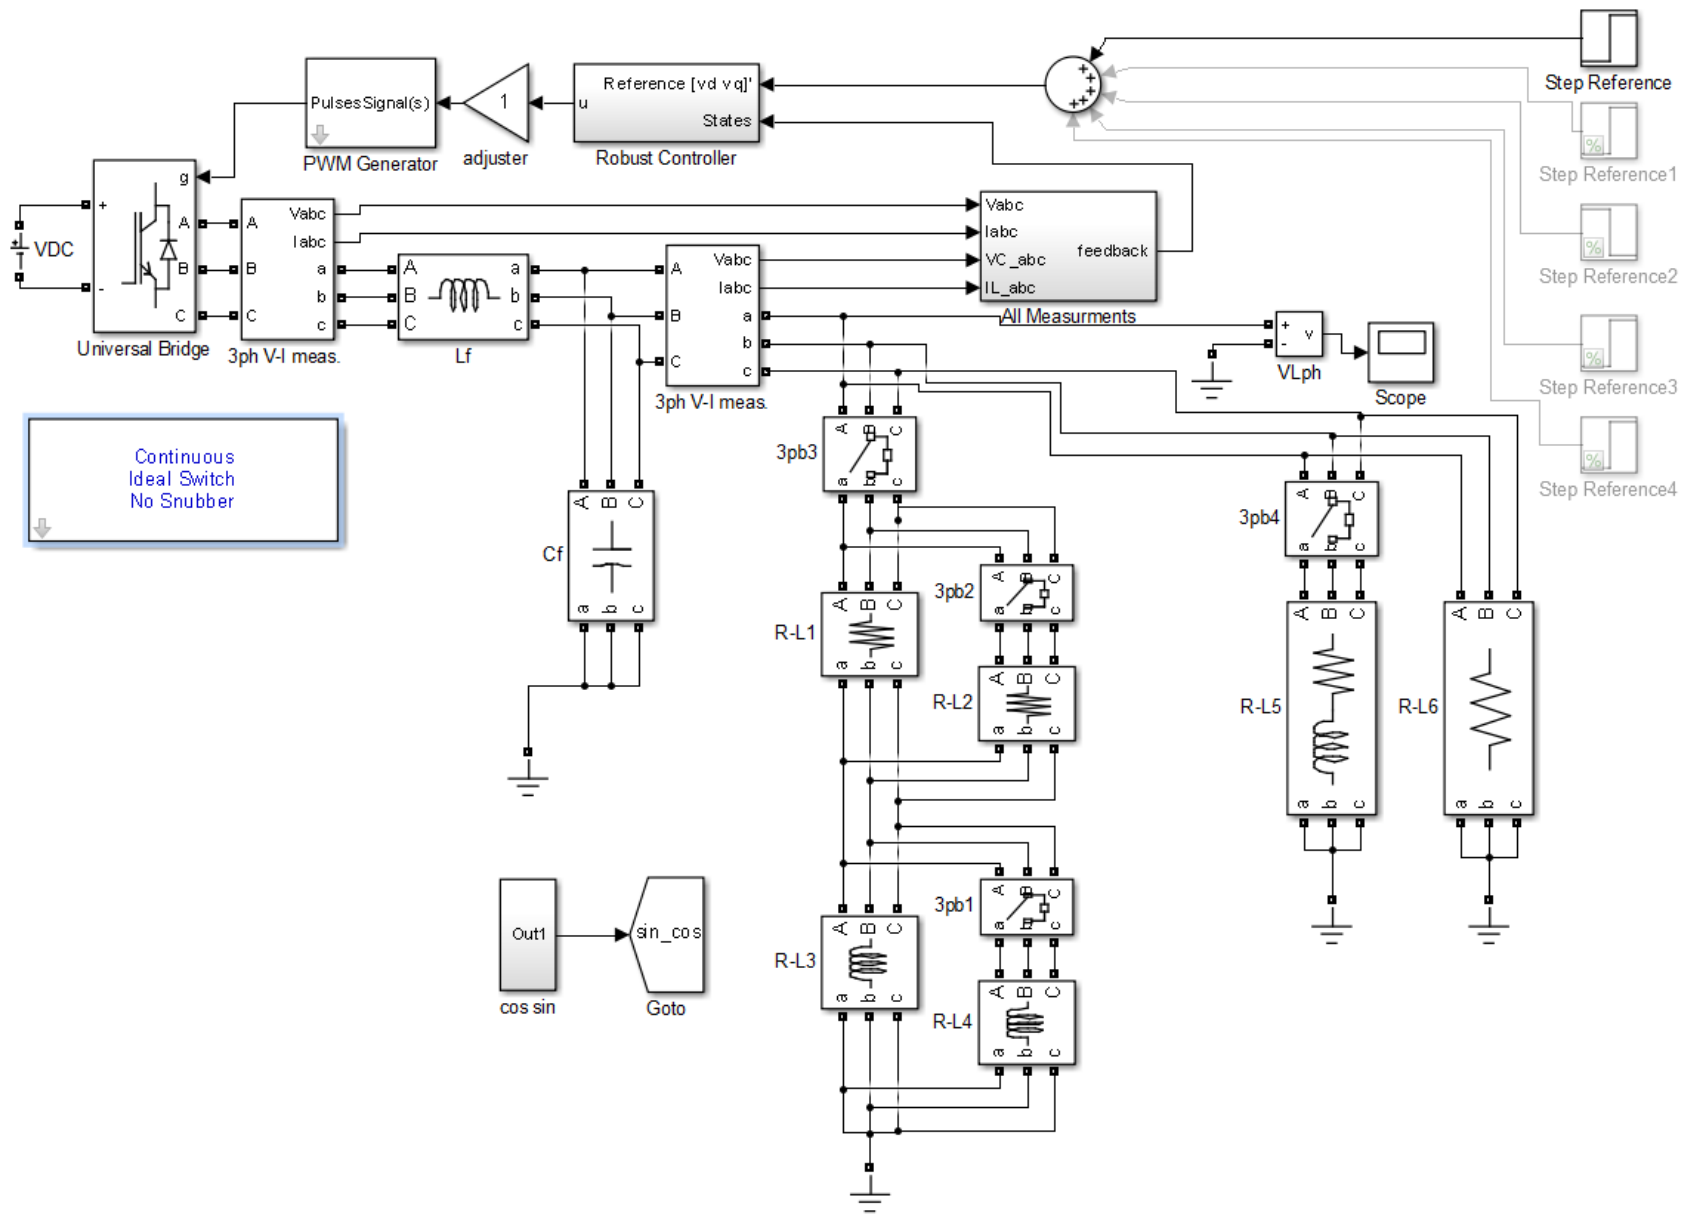 Step Reference
Step Reference1
Step Reference2
Step Reference3
Step Reference4
%
%
%
%
+
+
+
+
+
Reference [vd vq]'
u
States
Robust Controller
1
adjuster
PulsesSignal(s)
PWM Generator
g
+
-
A
B
C
Universal Bridge
VDC
A
B
C
Vabc
Iabc
a
b
c
3ph V-I meas.
A
B
C
a
b
c
Lf
A
B
C
Vabc
Iabc
a
b
c
3ph V-I meas.
Vabc
Iabc
VC_abc
IL_abc
feedback
All Measurments
+
-
v
VLph
Scope
Continuous
Ideal Switch
No Snubber
A B C
Cf
a b c
A B C
3pb3
a b c
A B C
3pb2
a b c
A B C
R-L1
a b c
A B C
R-L2
a b c
A B C
3pb1
a b c
A B C
R-L3
a b c
A B C
R-L4
a b c
A B C
3pb4
a b c
A B C
R-L5
a b c
A B C
R-L6
a b c
Out1
cos sin
sin_cos
Goto